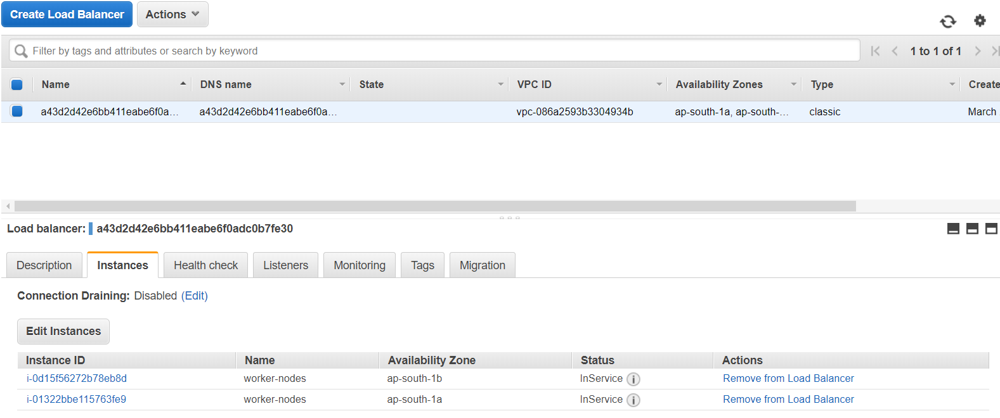 Create Load Balancer Actions
Filter by tags and attributes or search by keyword 1 to 1 of 1
Name DNS name State VPC ID Availability Zones Type Create
a43d2d42e6bb411eabe6f0a... a43d2d42e6bb411eabe6f0a... vpc-086a2593b3304934b ap-south-1a, ap-south-... classic March
Load balancer: a43d2d42e6bb411eabe6f0adc0b7fe30
Description Instances Health check Listeners Monitoring Tags Migration
Connection Draining: Disabled (Edit)
Edit Instances
Instance ID Name Availability Zone Status Actions
i-0d15f56272b78eb8d worker-nodes ap-south-1b InService Remove from Load Balancer
i-01322bbe115763fe9 worker-nodes ap-south-1a InService Remove from Load Balancer